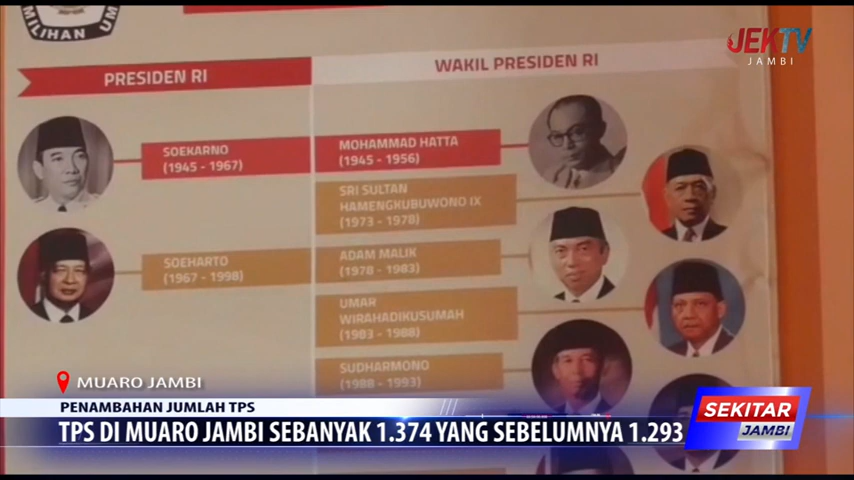 MILIHAN UM
JEKTV
JAMBI
PRESIDEN RI
WAKIL PRESIDEN RI
SOEKARNO
(1945 - 1967)
MOHAMMAD HATTA
(1945 - 1956)
SRI SULTAN
HAMENGKUBUWONO IX
(1973 - 1978)
SOEHARTO
(1967 - 1998)
ADAM MALIK
(1978 - 1983)
UMAR
WIRAHADIKUSUMAH
(1983 - 1988)
SUDHARMONO
(1988 - 1993)
MUARO JAMBI
PENAMBAHAN JUMLAH TPS
TPS DI MUARO JAMBI SEBANYAK 1.374 YANG SEBELUMNYA 1.293
SEKITAR
JAMBI